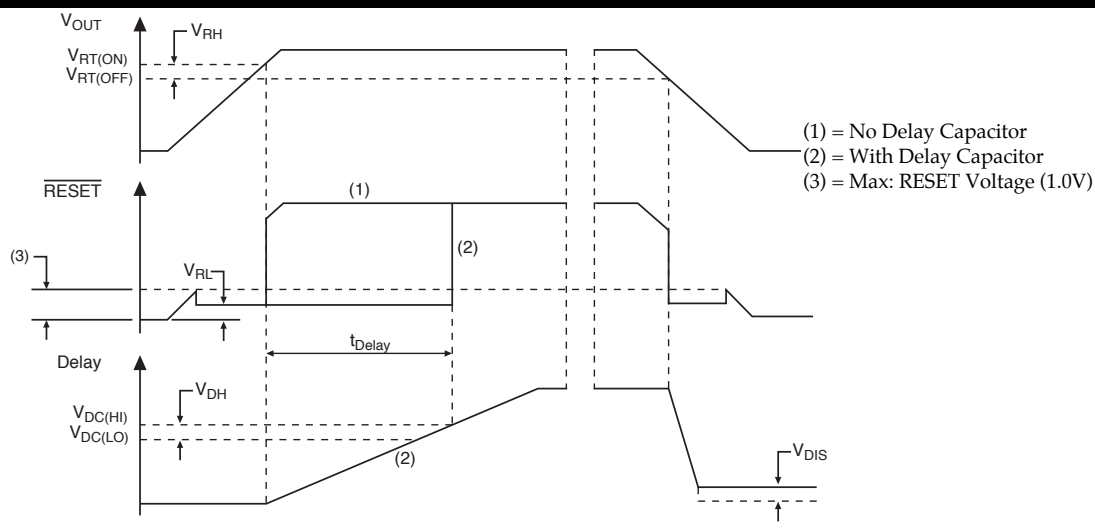 VOUT
VRH
VRT(ON)
VRT(OFF)
(1) = No Delay Capacitor
(2) = With Delay Capacitor
(3) = Max: RESET Voltage (1.0V)
RESET
(1)
(2)
(3)
VRL
tDelay
Delay
VDH
VDC(HI)
VDC(LO)
(2)
VDIS